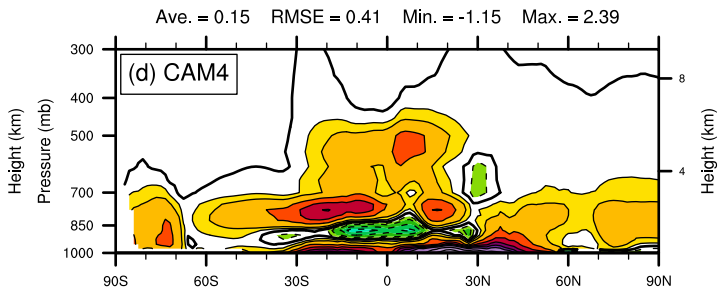 Ave. = 0.15 RMSE = 0.41 Min. = -1.15 Max. = 2.39
(d) CAM4
Height (km)
Pressure (mb)
300
400
500
700
850
1000
8
4
Height (km)
90S 60S 30S 0 30N 60N 90N